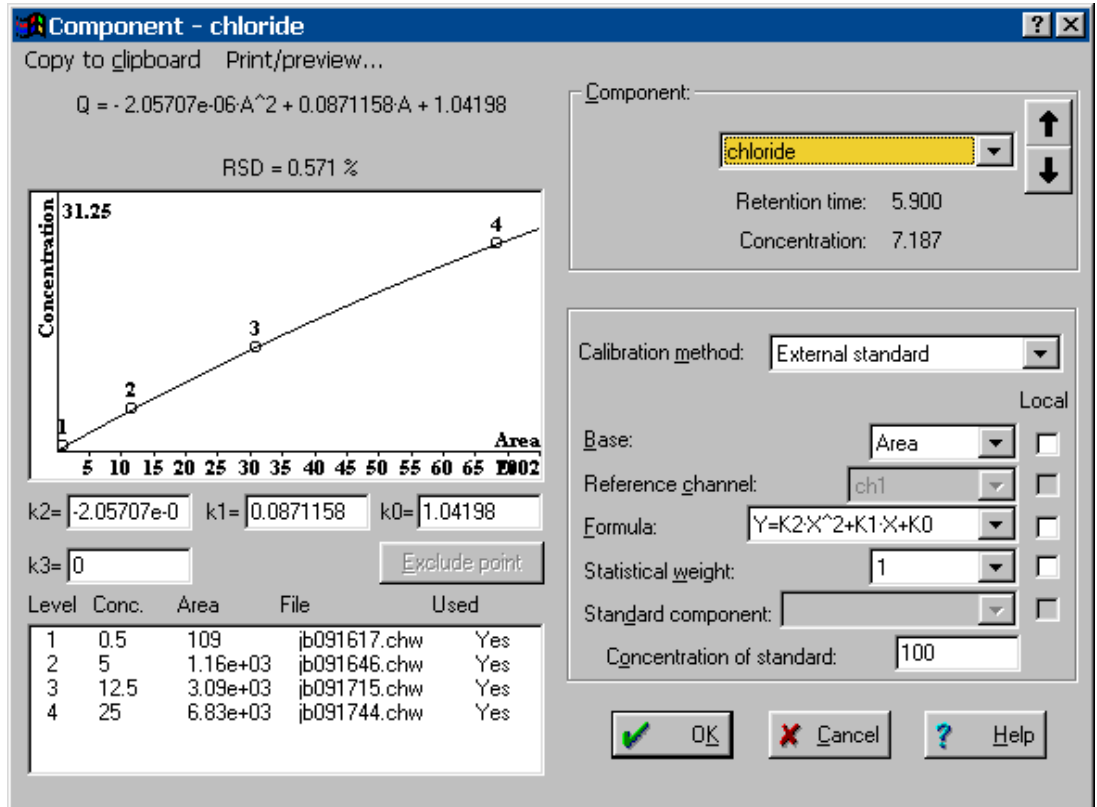 Component - chloride
Copy to clipboard Print/preview...
Q = - 2.05707e-06·A^2 + 0.0871158·A + 1.04198
RSD = 0.571 %
Concentration
31.25
1
2
3
4
Area
5 10 15 20 25 30 35 40 45 50 55 60 65
k2= -2.05707e-0 k1= 0.0871158 k0= 1.04198
k3= 0 Exclude point
Level Conc. Area File Used
1 0.5 109 jb091617.chw Yes
2 5 1.16e+03 jb091646.chw Yes
3 12.5 3.09e+03 jb091715.chw Yes
4 25 6.83e+03 jb091744.chw Yes
Component:
chloride
Retention time: 5.900
Concentration: 7.187
Calibration method: External standard
Local
Base: Area
Reference channel: ch1
Formula: Y=K2·X^2+K1·X+K0
Statistical weight: 1
Standard component:
Concentration of standard: 100
OK Cancel Help